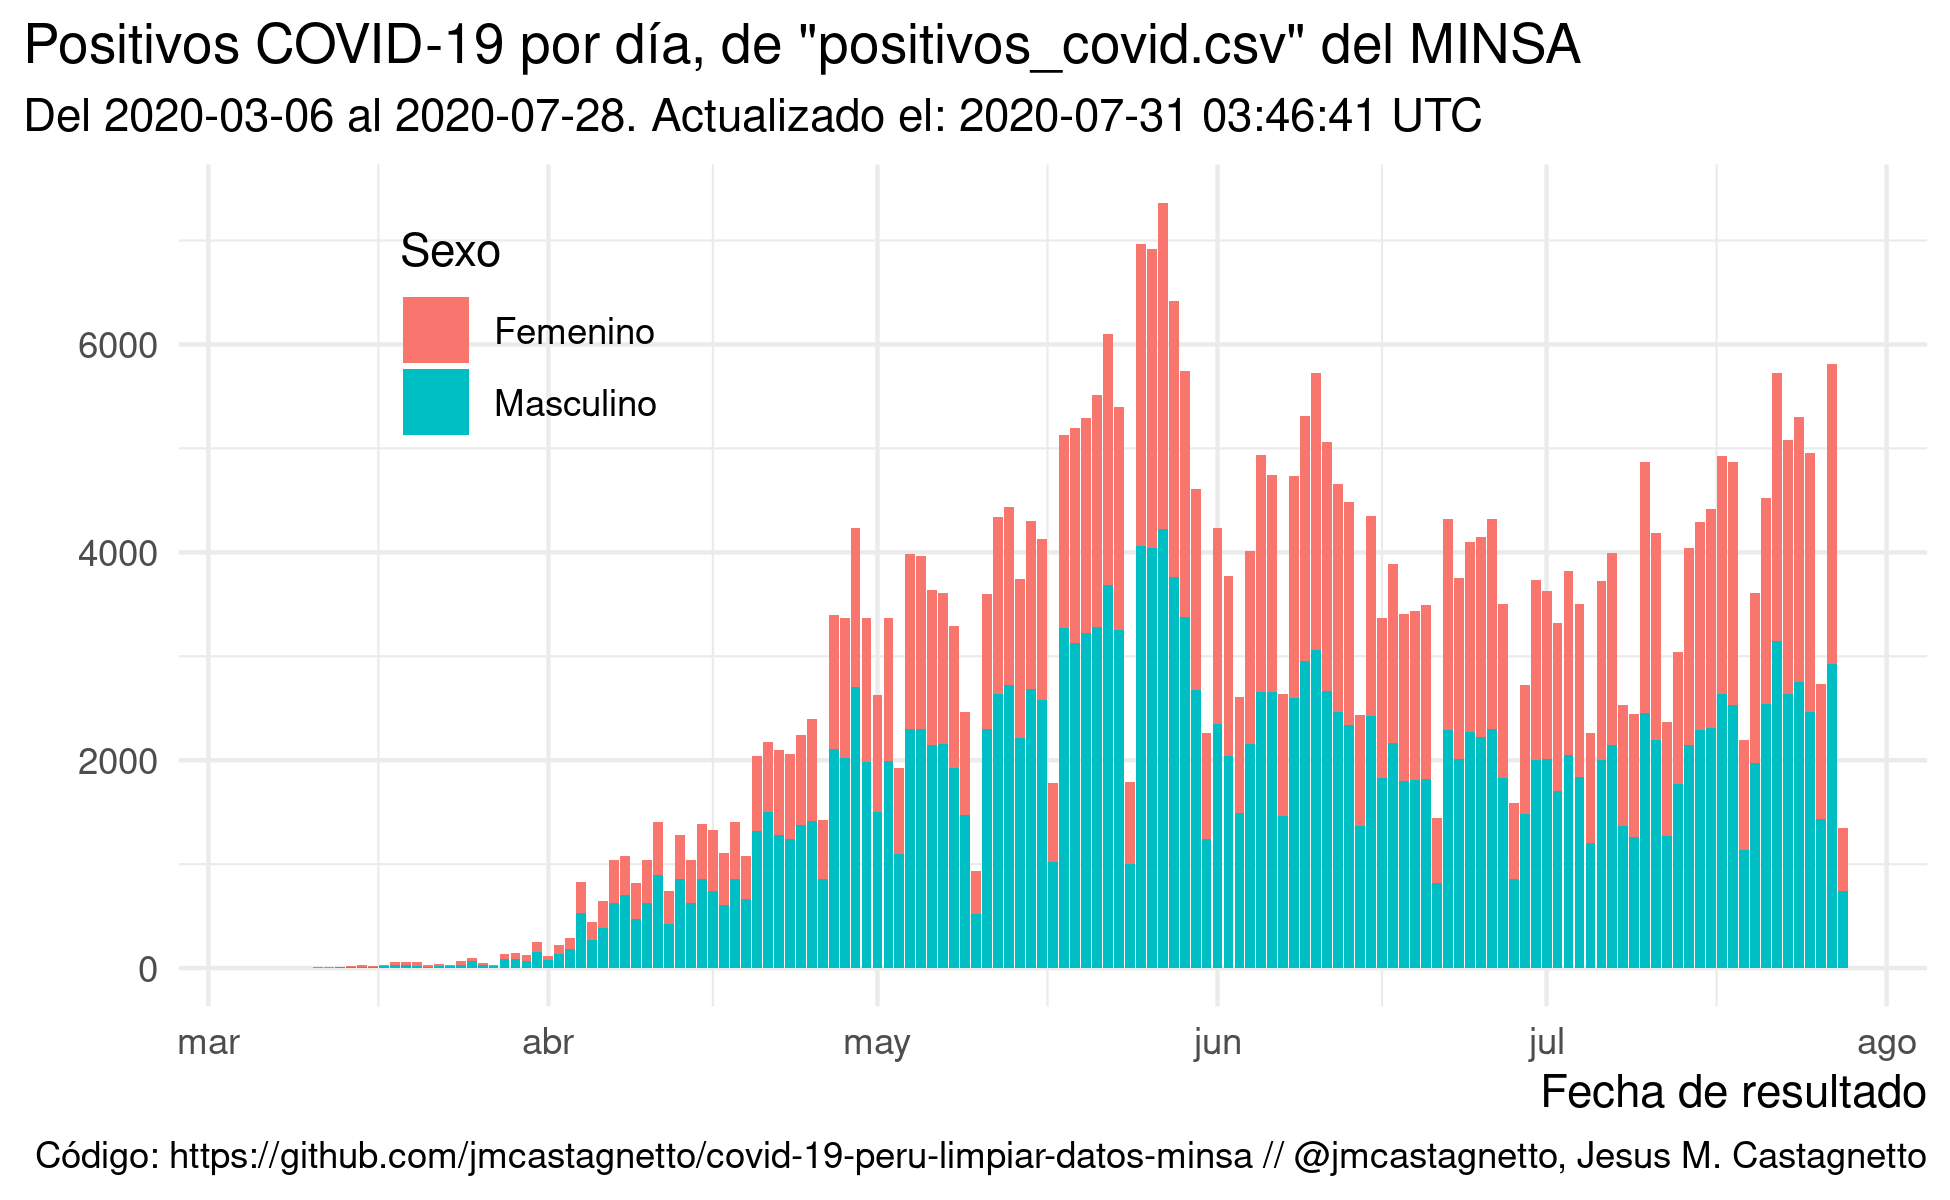 Positivos COVID-19 por día, de "positivos_covid.csv" del MINSA
Del 2020-03-06 al 2020-07-28. Actualizado el: 2020-07-31 03:46:41 UTC
Sexo
Femenino
Masculino
6000
4000
2000
0
mar abr may jun jul ago
Fecha de resultado
Código: https://github.com/jmcastagnetto/covid-19-peru-limpiar-datos-minsa // @jmcastagnetto, Jesus M. Castagnetto